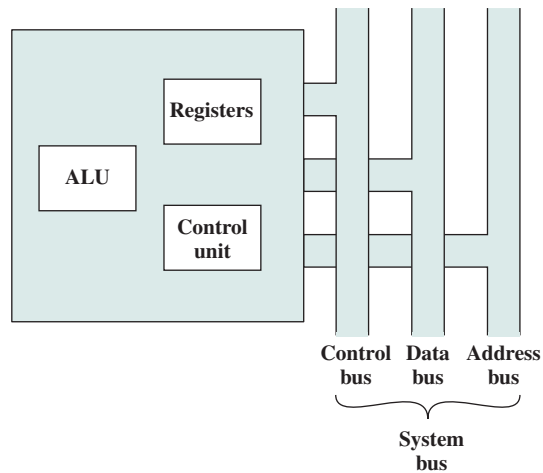 Registers
ALU
Control
unit
Control Data Address
bus bus bus
System
bus